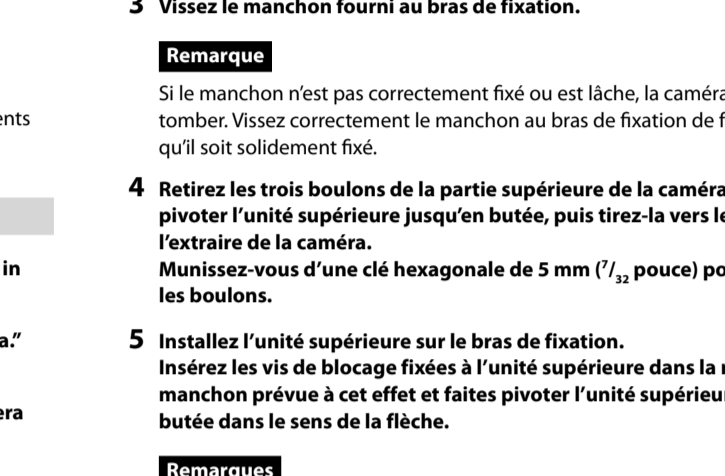 3 Vissez le manchon fourni au bras de fixation.
Remarque
Si le manchon n’est pas correctement fixé ou est lâche, la caméra
tomber. Vissez correctement le manchon au bras de fixation de f
qu’il soit solidement fixé.
4 Retirez les trois boulons de la partie supérieure de la caméra
pivoter l’unité supérieure jusqu’en butée, puis tirez-la vers le
l’extraire de la caméra.
Munissez-vous d’une clé hexagonale de 5 mm (7/32 pouce) po
les boulons.
5 Installez l’unité supérieure sur le bras de fixation.
Insérez les vis de blocage fixées à l’unité supérieure dans la r
manchon prévue à cet effet et faites pivoter l’unité supérieur
butée dans le sens de la flèche.
Remarques
ents
in
a.”
era